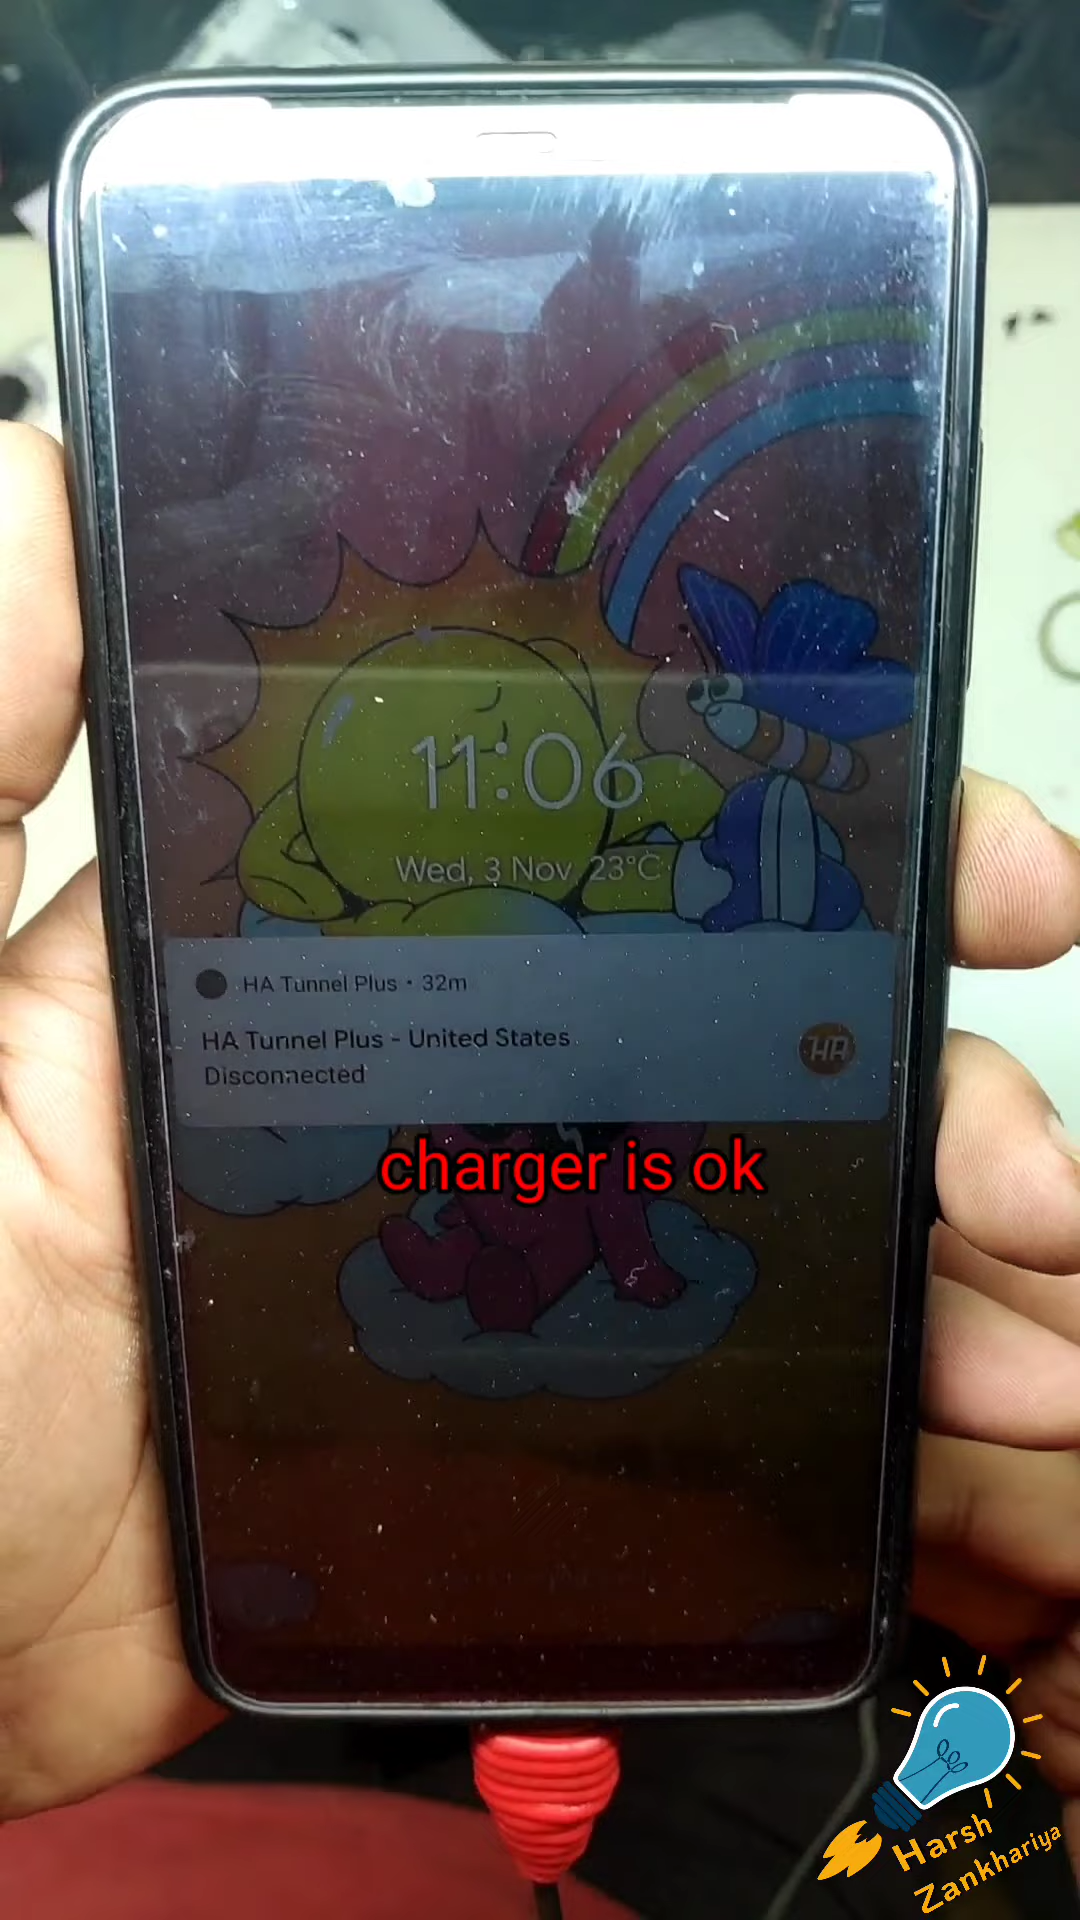 11:06
Wed, 3 Nov 23°C
HA Tunnel Plus • 32m
HA Tunnel Plus - United States
Disconnected
HA
charger is ok
Harsh
Zankhariya